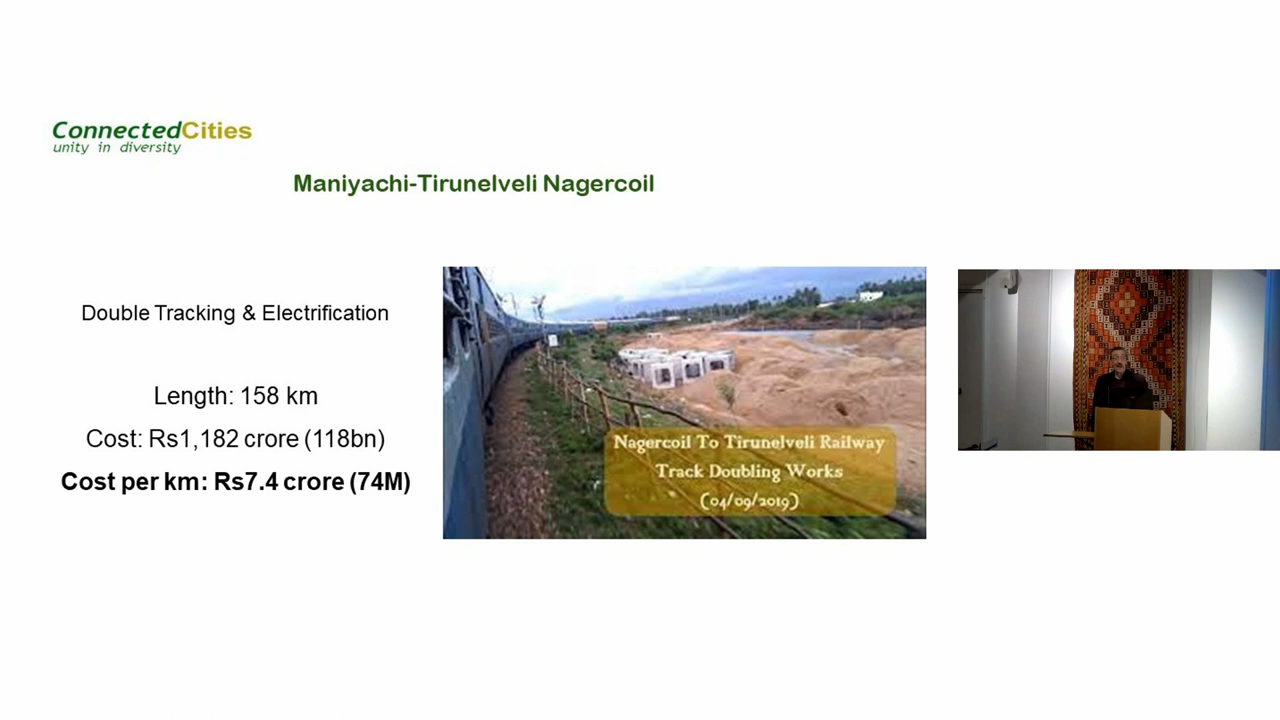 ConnectedCities
unity in diversity
Maniyachi-Tirunelveli Nagercoil
Double Tracking & Electrification
Length: 158 km
Cost: Rs1,182 crore (118bn)
Cost per km: Rs7.4 crore (74M)
Nagercoil To Tirunelveli Railway
Track Doubling Works
(04/09/2019)